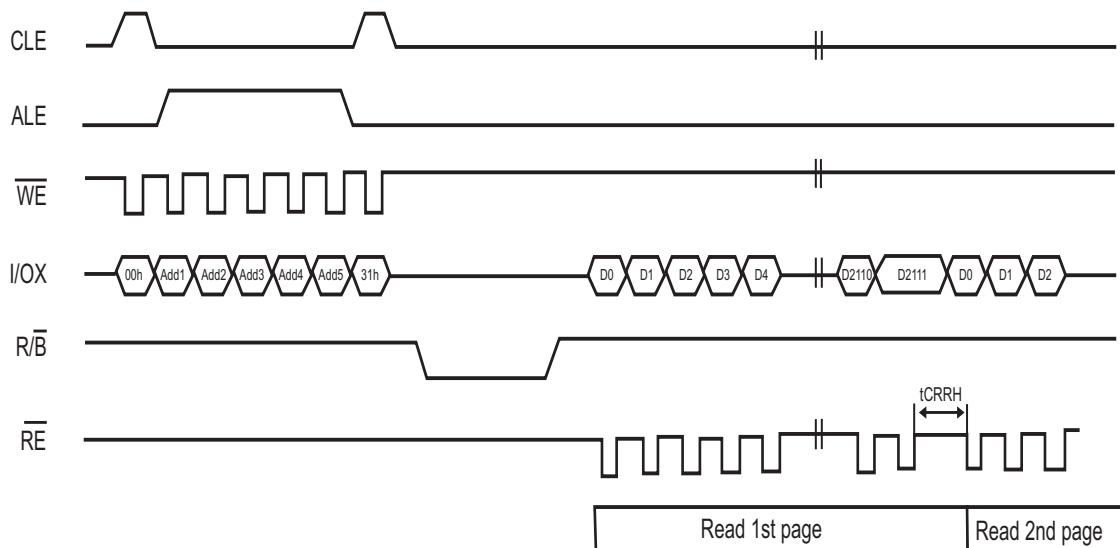 CLE
ALE
WE
I/OX 00h Add1 Add2 Add3 Add4 Add5 31h D0 D1 D2 D3 D4 D2110 D2111 D0 D1 D2
R/B
tCRRH
RE
Read 1st page Read 2nd page